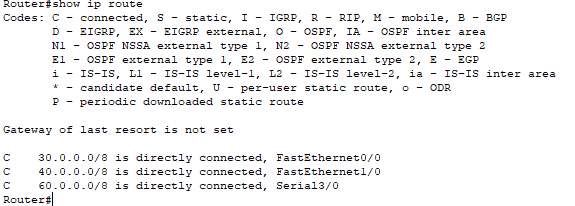 Router#show ip route
Codes: C - connected, S - static, I - IGRP, R - RIP, M - mobile, B - BGP
D - EIGRP, EX - EIGRP external, O - OSPF, IA - OSPF inter area
N1 - OSPF NSSA external type 1, N2 - OSPF NSSA external type 2
E1 - OSPF external type 1, E2 - OSPF external type 2, E - EGP
i - IS-IS, L1 - IS-IS level-1, L2 - IS-IS level-2, ia - IS-IS inter area
* - candidate default, U - per-user static route, o - ODR
P - periodic downloaded static route
Gateway of last resort is not set
C 30.0.0.0/8 is directly connected, FastEthernet0/0
C 40.0.0.0/8 is directly connected, FastEthernet1/0
C 60.0.0.0/8 is directly connected, Serial3/0
Router#